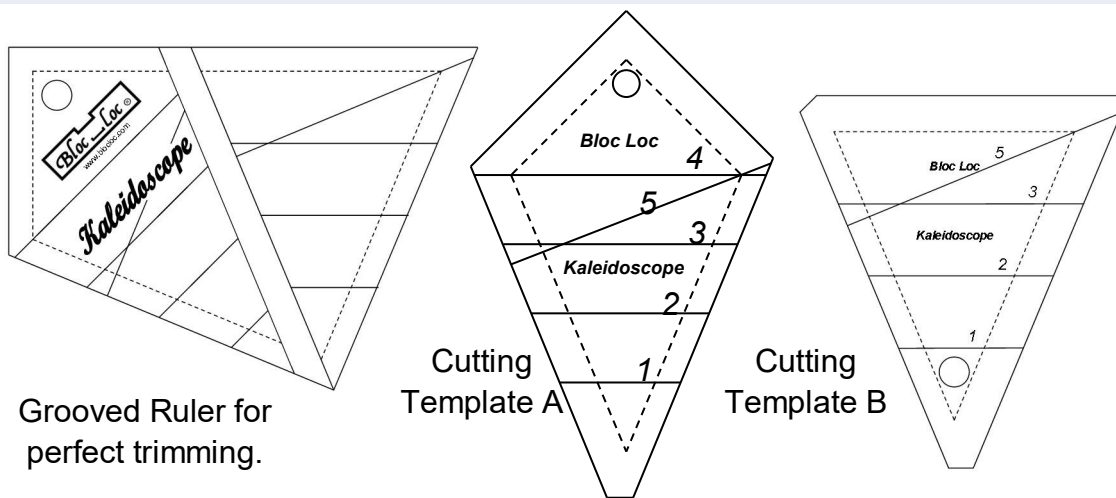 Bloc Loc ®
www.blocloc.com
Kaleidoscope
Grooved Ruler for
perfect trimming.
Bloc Loc
4
5
3
Kaleidoscope
2
1
Cutting
Template A
Bloc Loc
5
3
Kaleidoscope
2
1
Cutting
Template B